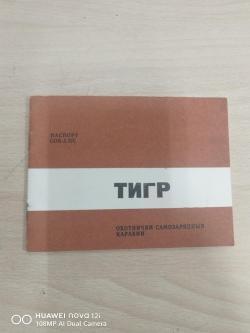 ПАСПОРТ
ТИГР
ОХОТНИЧИЙ САМОЗАРЯДНЫЙ
КАРАБИН
HUAWEI nova 12i
108MP AI Dual Camera